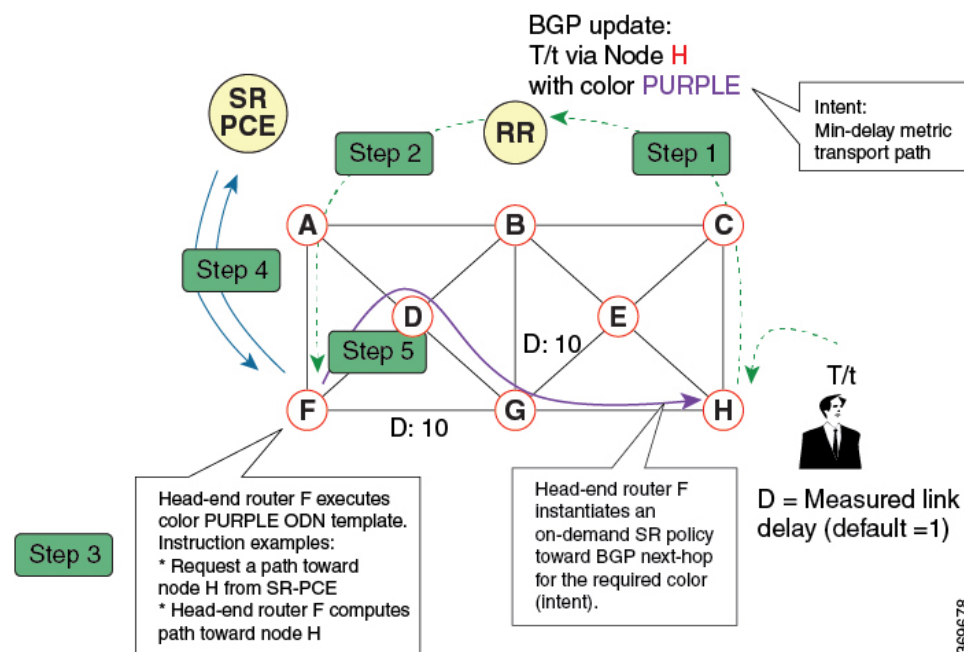 BGP update:
T/t via Node H
with color PURPLE
SR
PCE
RR
Intent:
Min-delay metric
transport path
Step 2
Step 1
A
B
C
Step 4
D
E
Step 5
D: 10
T/t
F
G
H
D: 10
Head-end router F executes
color PURPLE ODN template.
Instruction examples:
* Request a path toward
node H from SR-PCE
* Head-end router F computes
path toward node H
Head-end router F
instantiates an
on-demand SR policy
toward BGP next-hop
for the required color
(intent).
D = Measured link
delay (default =1)
Step 3
369678